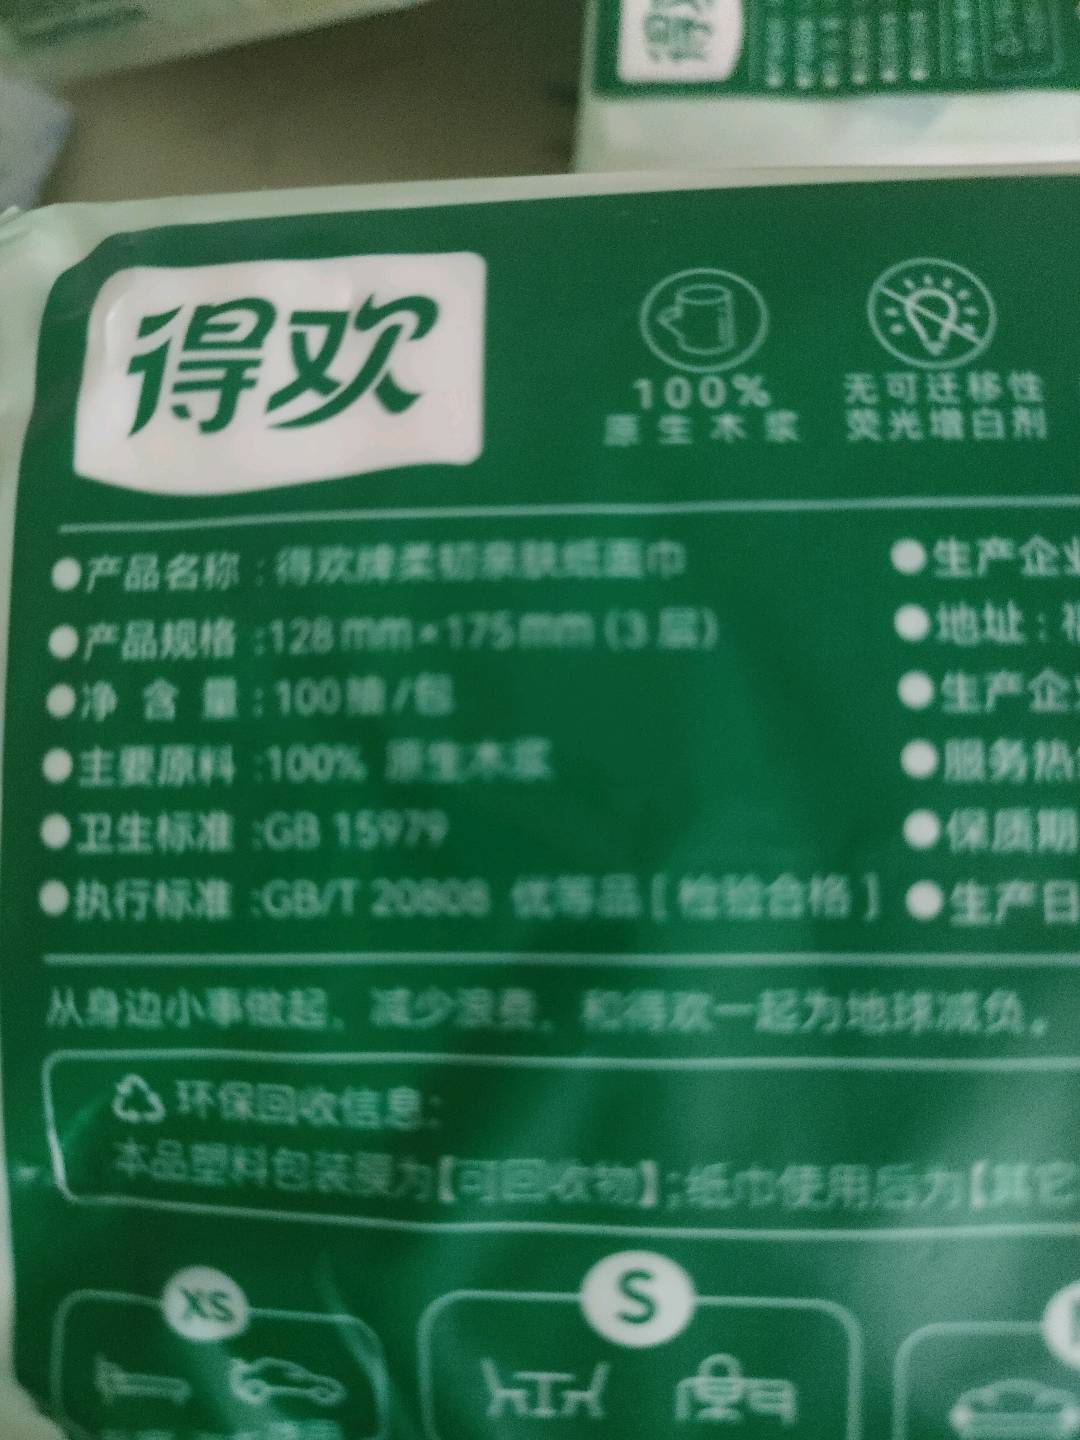 得欢
得欢
100%
原生木浆
无可迁移性
荧光增白剂
●产品名称:得欢牌柔韧亲肤纸面巾
●产品规格:128mm×175mm(3层)
●净含量:100抽/包
●主要原料:100% 原生木浆
●卫生标准:GB 15979
●执行标准:GB/T 20808 优等品[检验合格]
●生产企业
●地址:福
●生产企业
●服务热
●保质期
●生产日
从身边小事做起,减少浪费,和得欢一起为地球减负。
环保回收信息:
本品塑料包装膜为【可回收物】;纸巾使用后为【其它
XS
S